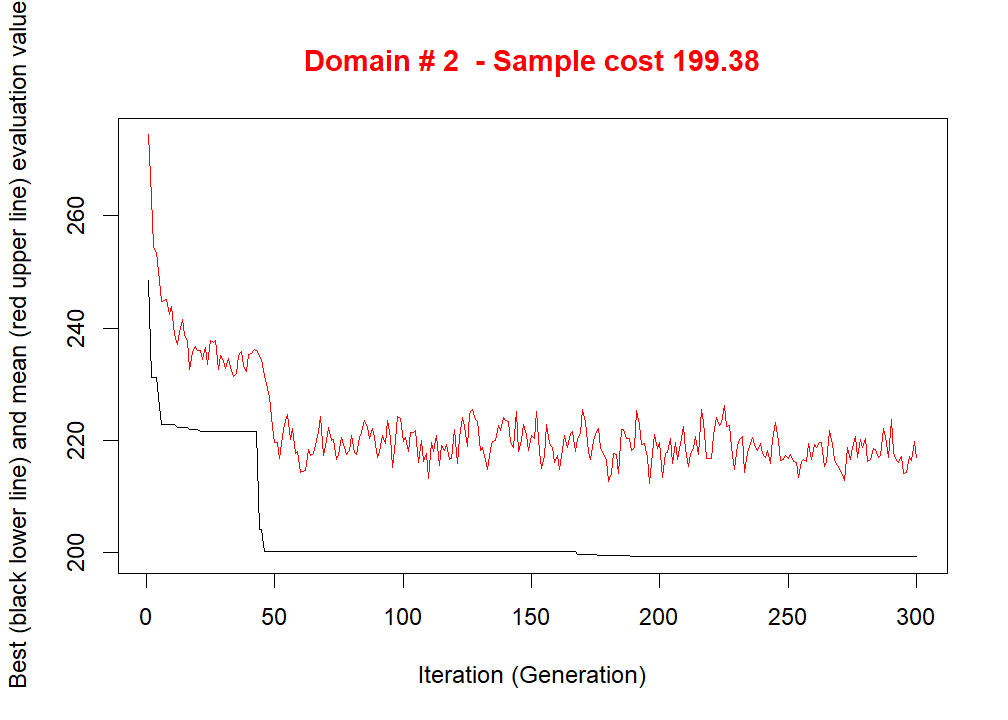 Domain # 2  - Sample cost 199.38
Best (black lower line) and mean (red upper line) evaluation value
260
240
220
200
0 50 100 150 200 250 300
Iteration (Generation)